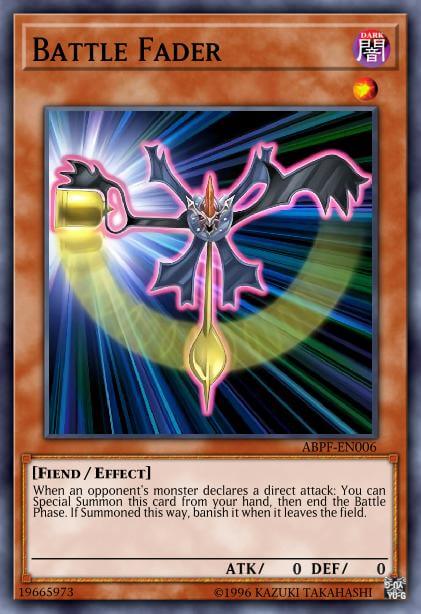 BATTLE FADER
DARK
闇
ABPF-EN006
[FIEND / EFFECT]
When an opponent's monster declares a direct attack: You can
Special Summon this card from your hand, then end the Battle
Phase. If Summoned this way, banish it when it leaves the field.
ATK/ 0 DEF/ 0
19665973
©1996 KAZUKI TAKAHASHI